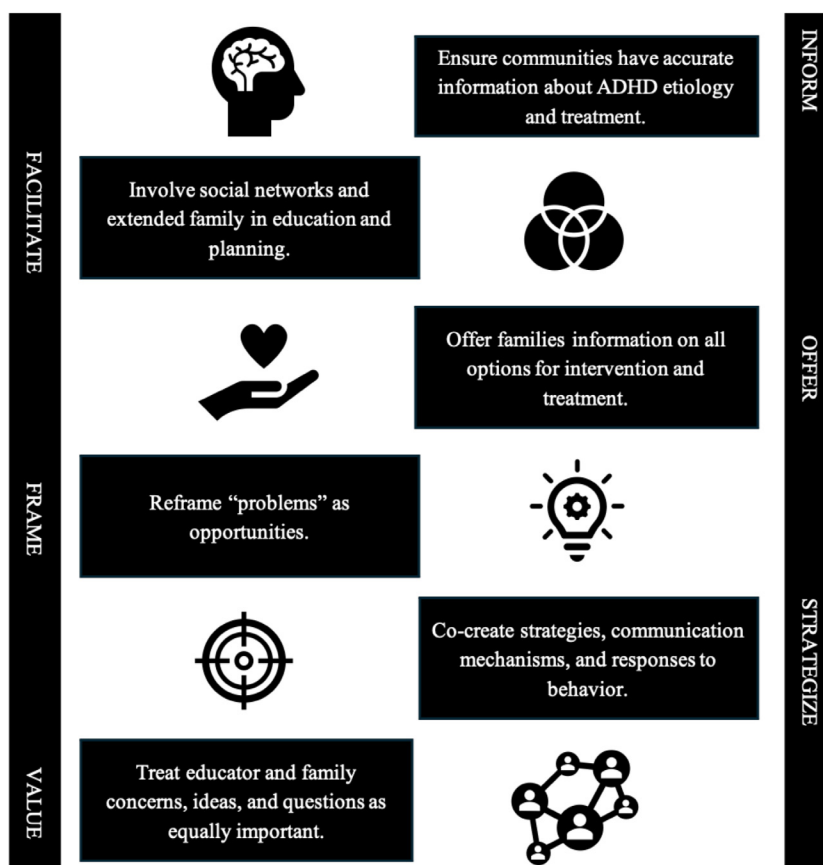 INFORM
Ensure communities have accurate
information about ADHD etiology
and treatment.
FACILITATE
Involve social networks and
extended family in education and
planning.
OFFER
Offer families information on all
options for intervention and
treatment.
FRAME
Reframe “problems” as
opportunities.
STRATEGIZE
Co-create strategies, communication
mechanisms, and responses to
behavior.
VALUE
Treat educator and family
concerns, ideas, and questions as
equally important.